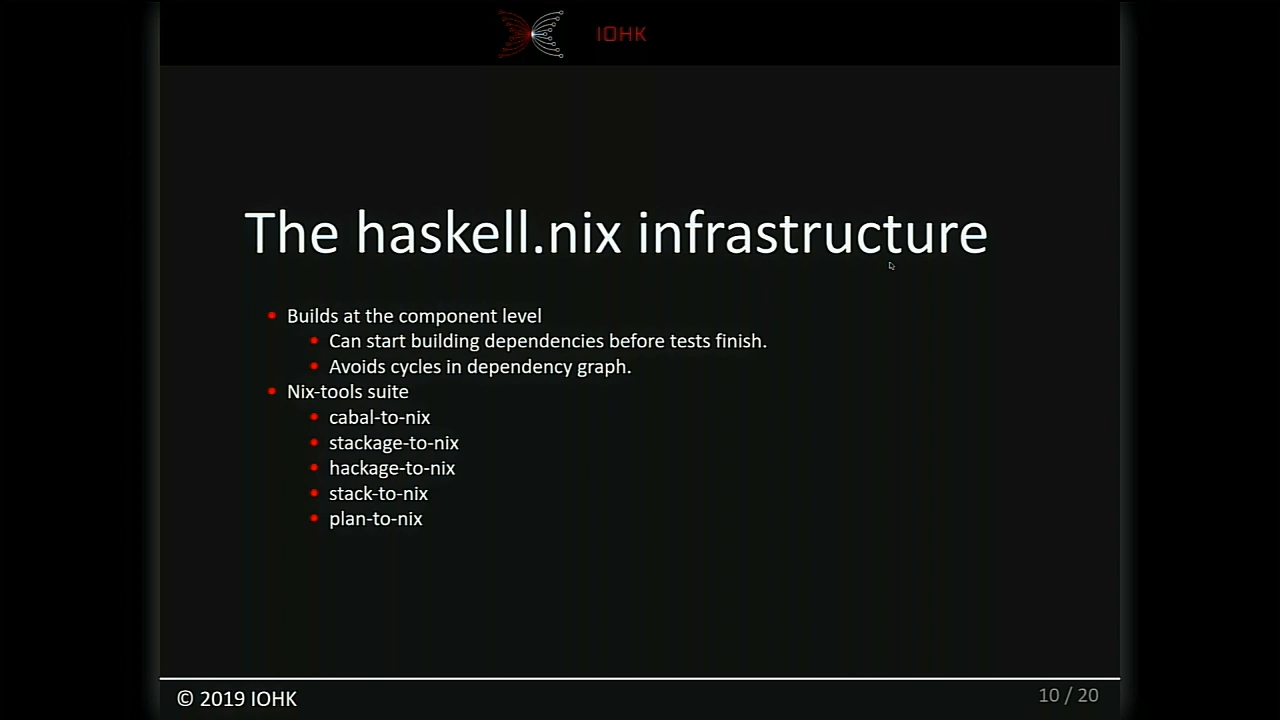 IOHK
The haskell.nix infrastructure
Builds at the component level
Can start building dependencies before tests finish.
Avoids cycles in dependency graph.
Nix-tools suite
cabal-to-nix
stackage-to-nix
hackage-to-nix
stack-to-nix
plan-to-nix
© 2019 IOHK
10 / 20